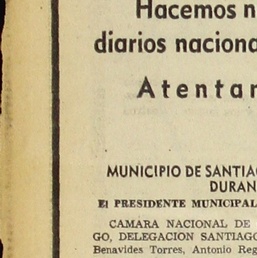 Hacemos n
diarios naciona
Atentar
MUNICIPIO DE SANTIA
DURAN
El PRESIDENTE MUNICIPAL
CAMARA NACIONAL DE
GO, DELEGACION SANTIAGO
Benavides Torres, Antonio Reg